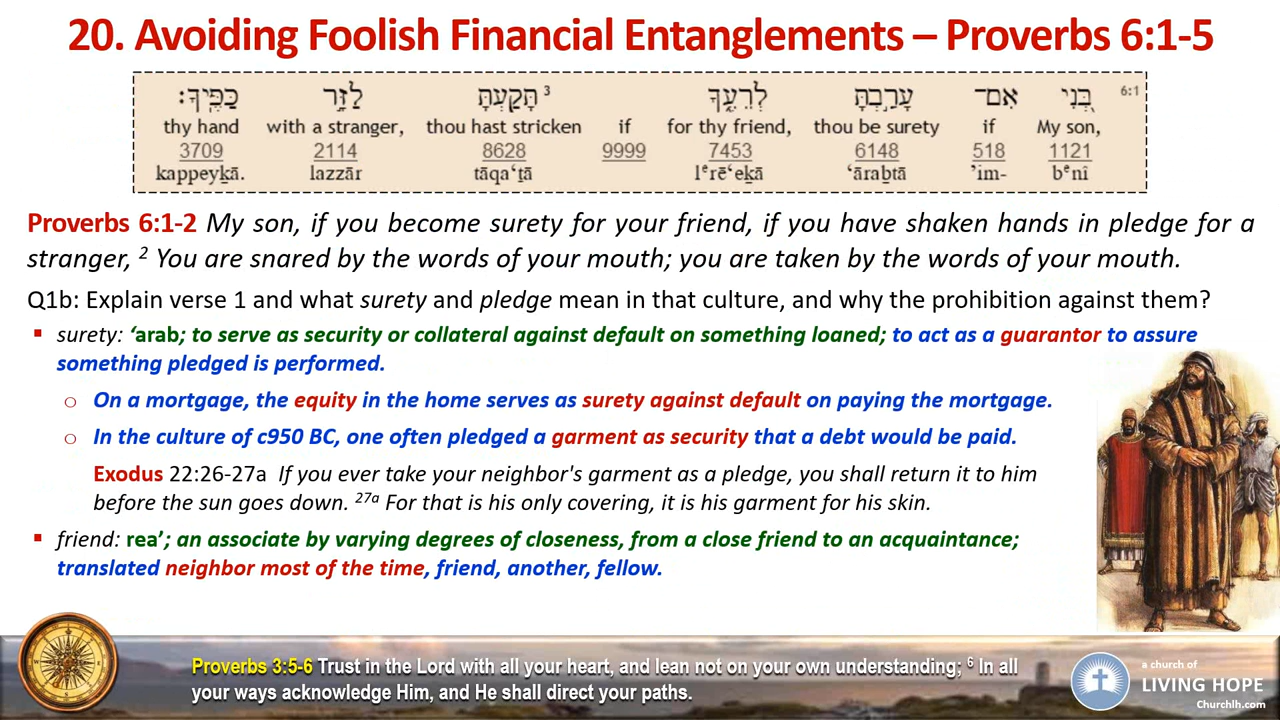 20. Avoiding Foolish Financial Entanglements – Proverbs 6:1-5
כַּפֶּֽיךָ׃ לַזָּ֣ר תָּקַ֖עְתָּ 3 לְרֵעֶ֑ךָ עָרַ֣בְתָּ אִם־ בְּ֭נִי 6:1
thy hand with a stranger, thou hast stricken if for thy friend, thou be surety if My son,
3709 2114 8628 9999 7453 6148 518 1121
kappeyḵā. lazzār tāqa‘ṯā lᵉrē‘eḵā ‘āraḇtā ’im- bᵉnî
Proverbs 6:1-2 My son, if you become surety for your friend, if you have shaken hands in pledge for a
stranger, 2 You are snared by the words of your mouth; you are taken by the words of your mouth.
Q1b: Explain verse 1 and what surety and pledge mean in that culture, and why the prohibition against them?
▪ surety: ‘arab; to serve as security or collateral against default on something loaned; to act as a guarantor to assure
something pledged is performed.
o On a mortgage, the equity in the home serves as surety against default on paying the mortgage.
o In the culture of c950 BC, one often pledged a garment as security that a debt would be paid.
Exodus 22:26-27a If you ever take your neighbor's garment as a pledge, you shall return it to him
before the sun goes down. 27a For that is his only covering, it is his garment for his skin.
▪ friend: rea’; an associate by varying degrees of closeness, from a close friend to an acquaintance;
translated neighbor most of the time, friend, another, fellow.
Proverbs 3:5-6 Trust in the Lord with all your heart, and lean not on your own understanding; 6 In all
your ways acknowledge Him, and He shall direct your paths.
a church of
LIVING HOPE
Churchlh.com